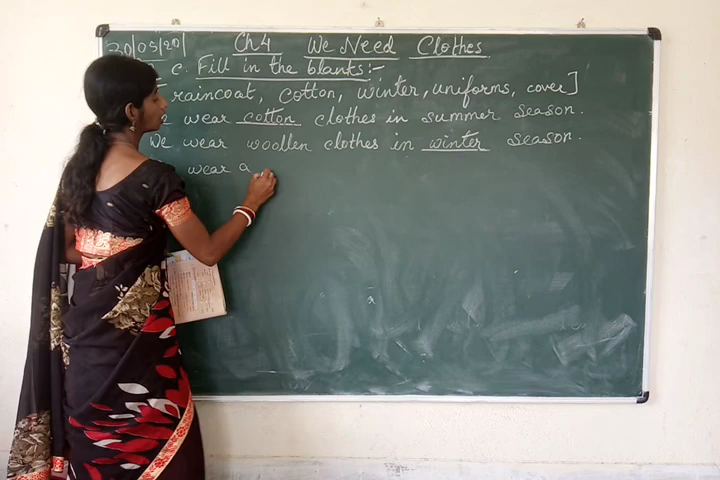 30/05/20 Ch4 We Need Clothes
c. Fill in the blanks:-
raincoat, cotton, winter, uniforms, cover]
wear cotton clothes in summer season.
We wear woollen clothes in winter season.
wear a